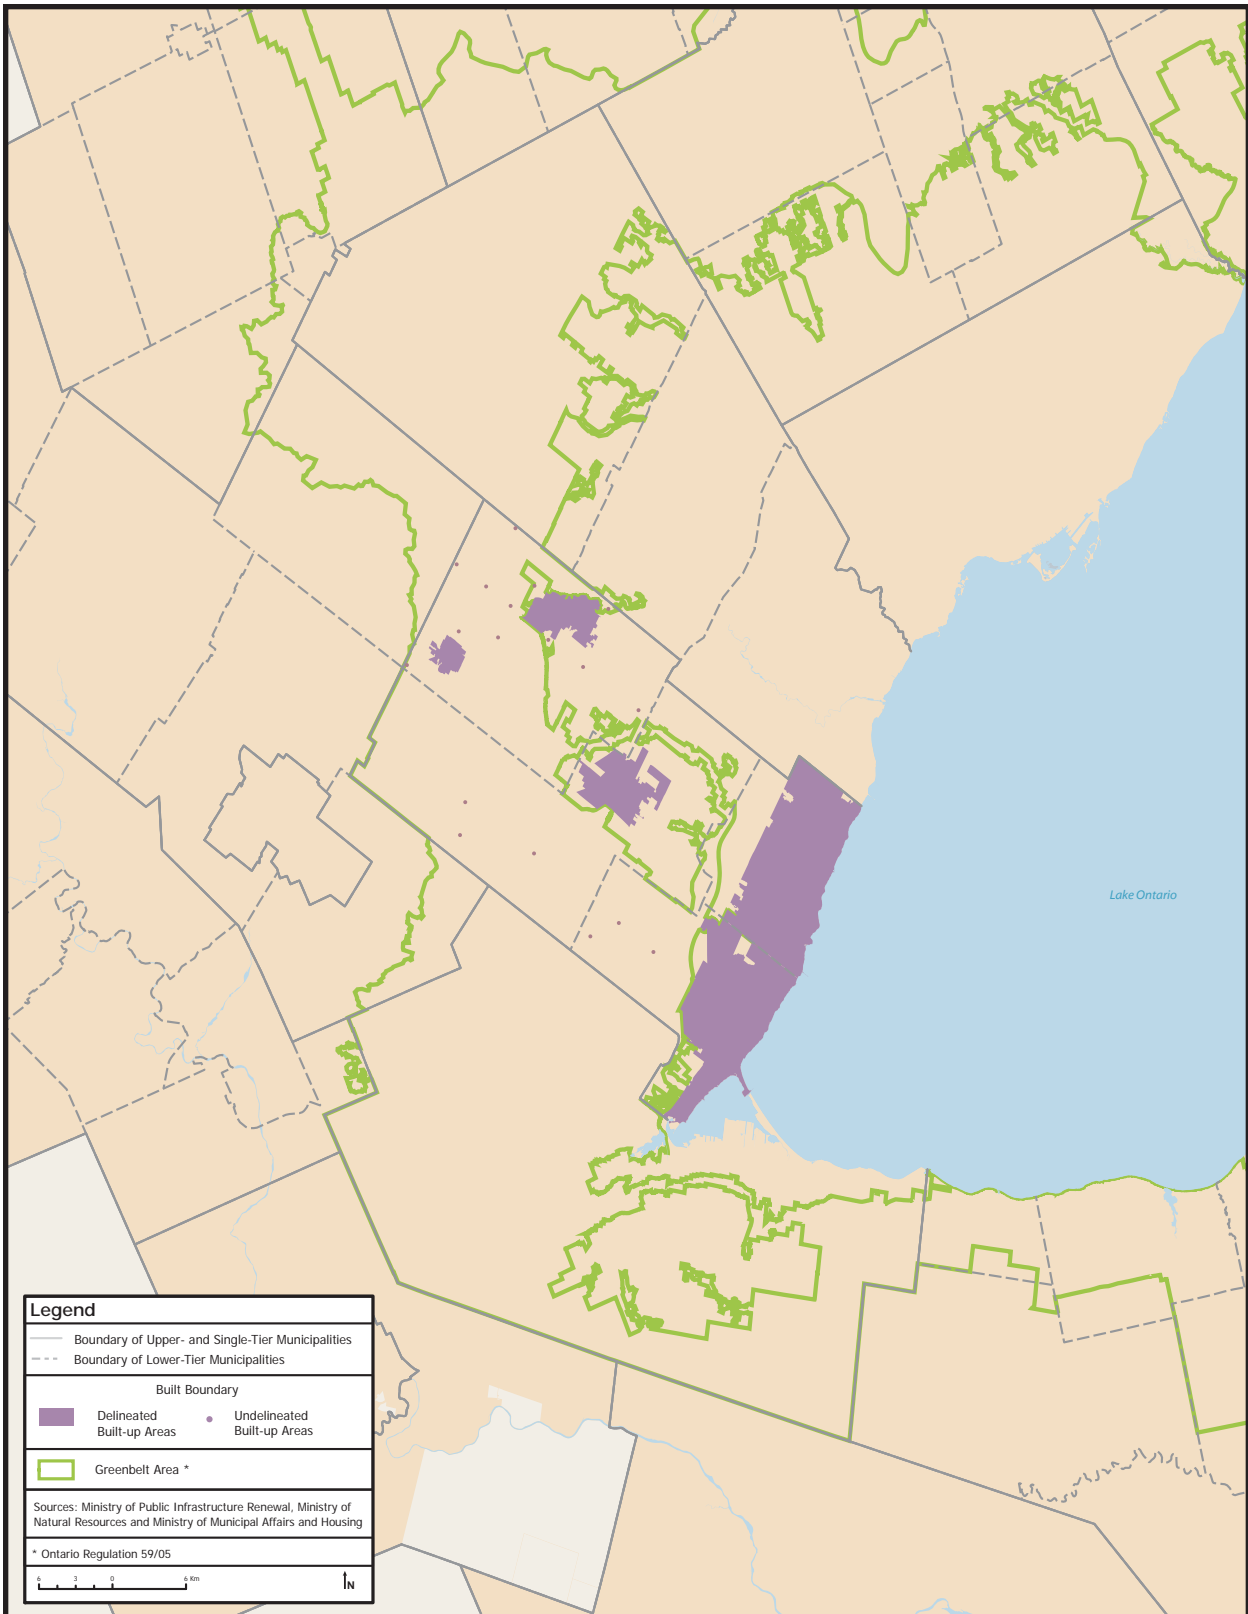 Lake Ontario
Legend
Boundary of Upper- and Single-Tier Municipalities
Boundary of Lower-Tier Municipalities
Built Boundary
Delineated
Built-up Areas
Undelineated
Built-up Areas
Greenbelt Area *
Sources: Ministry of Public Infrastructure Renewal, Ministry of
Natural Resources and Ministry of Municipal Affairs and Housing
* Ontario Regulation 59/05
6 3 0 6 Km
N